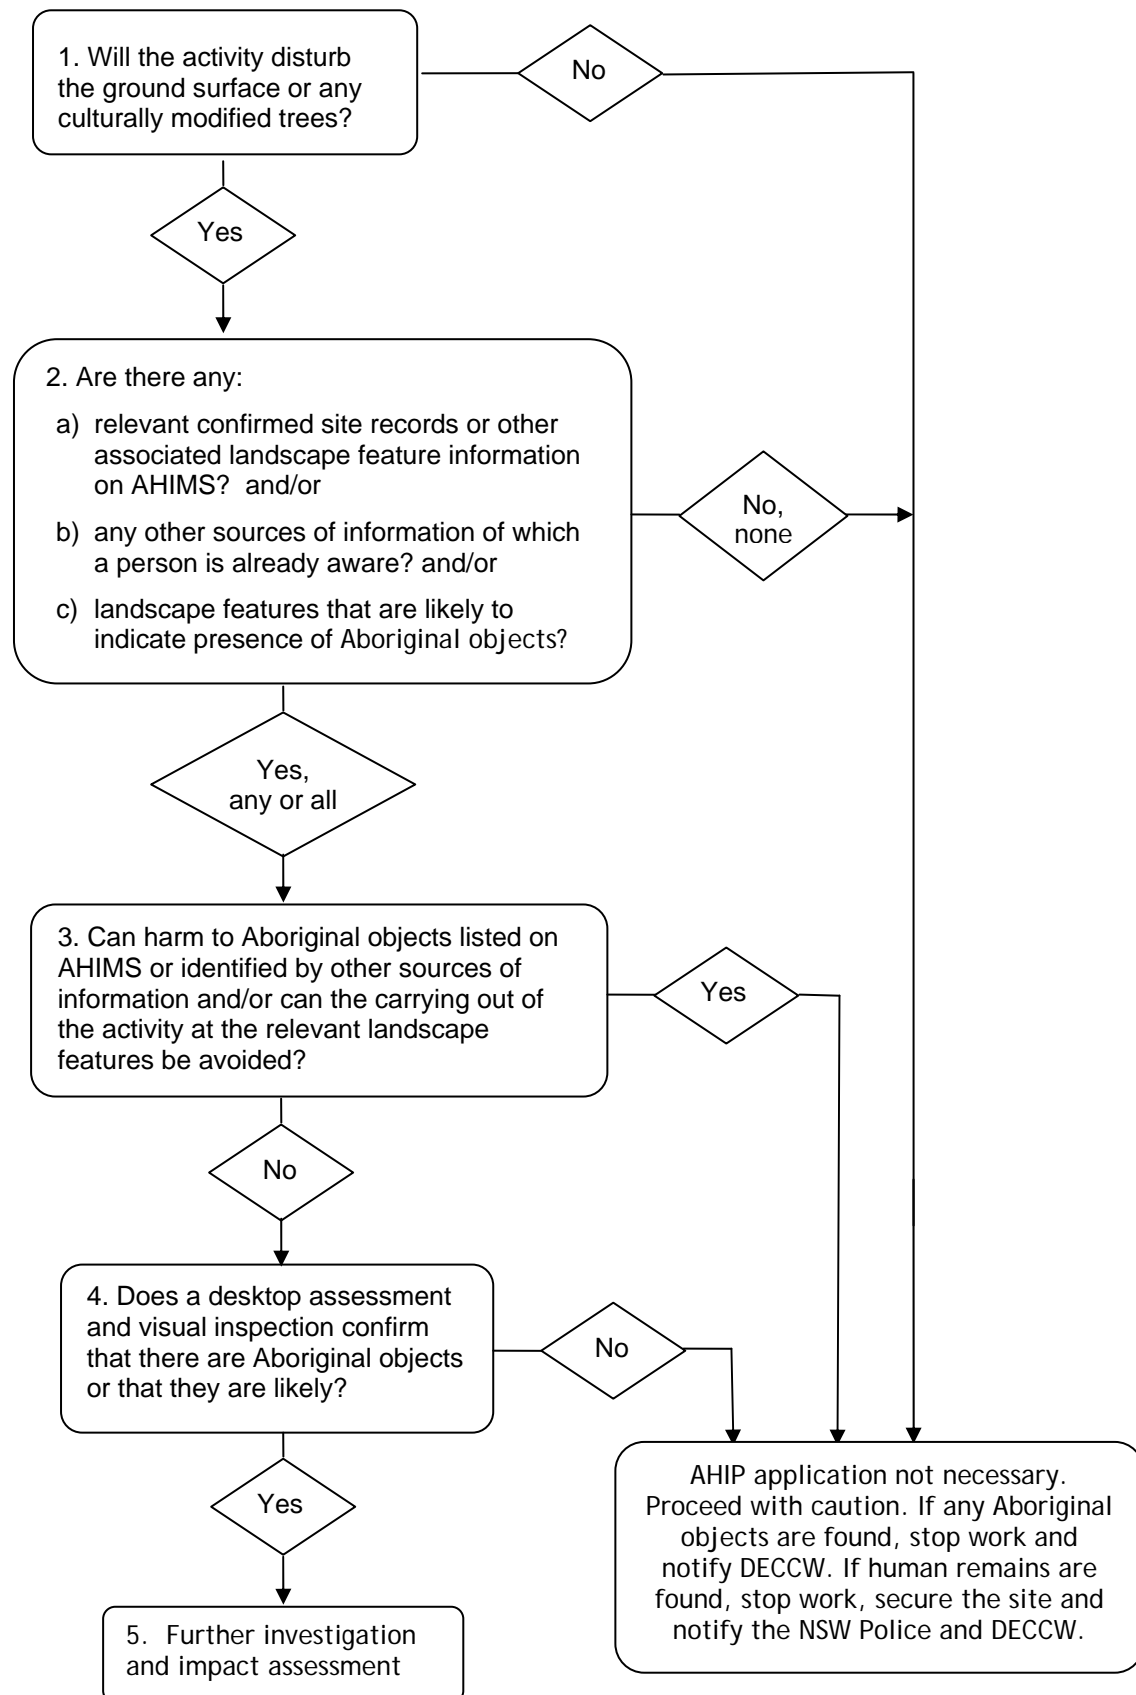 1. Will the activity disturb
the ground surface or any
culturally modified trees?
No
Yes
2. Are there any:
a) relevant confirmed site records or other
associated landscape feature information
on AHIMS? and/or
b) any other sources of information of which
a person is already aware? and/or
c) landscape features that are likely to
indicate presence of Aboriginal objects?
No,
none
Yes,
any or all
3. Can harm to Aboriginal objects listed on
AHIMS or identified by other sources of
information and/or can the carrying out of
the activity at the relevant landscape
features be avoided?
Yes
No
4. Does a desktop assessment
and visual inspection confirm
that there are Aboriginal objects
or that they are likely?
No
Yes
AHIP application not necessary.
Proceed with caution. If any Aboriginal
objects are found, stop work and
notify DECCW. If human remains are
found, stop work, secure the site and
notify the NSW Police and DECCW.
5. Further investigation
and impact assessment